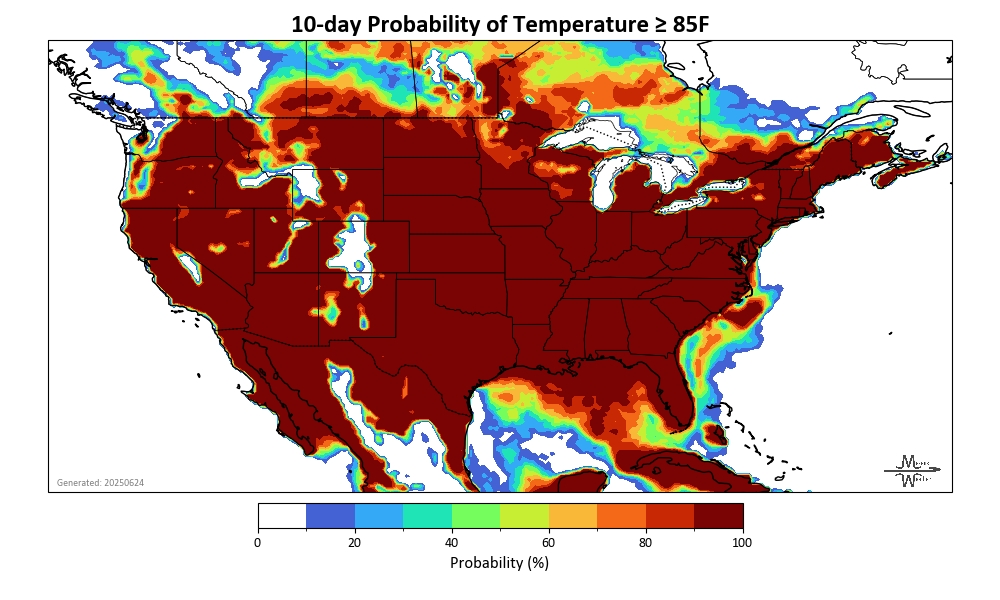 10-day Probability of Temperature ≥ 85F
Generated: 20250624
0 20 40 60 80 100
Probability (%)